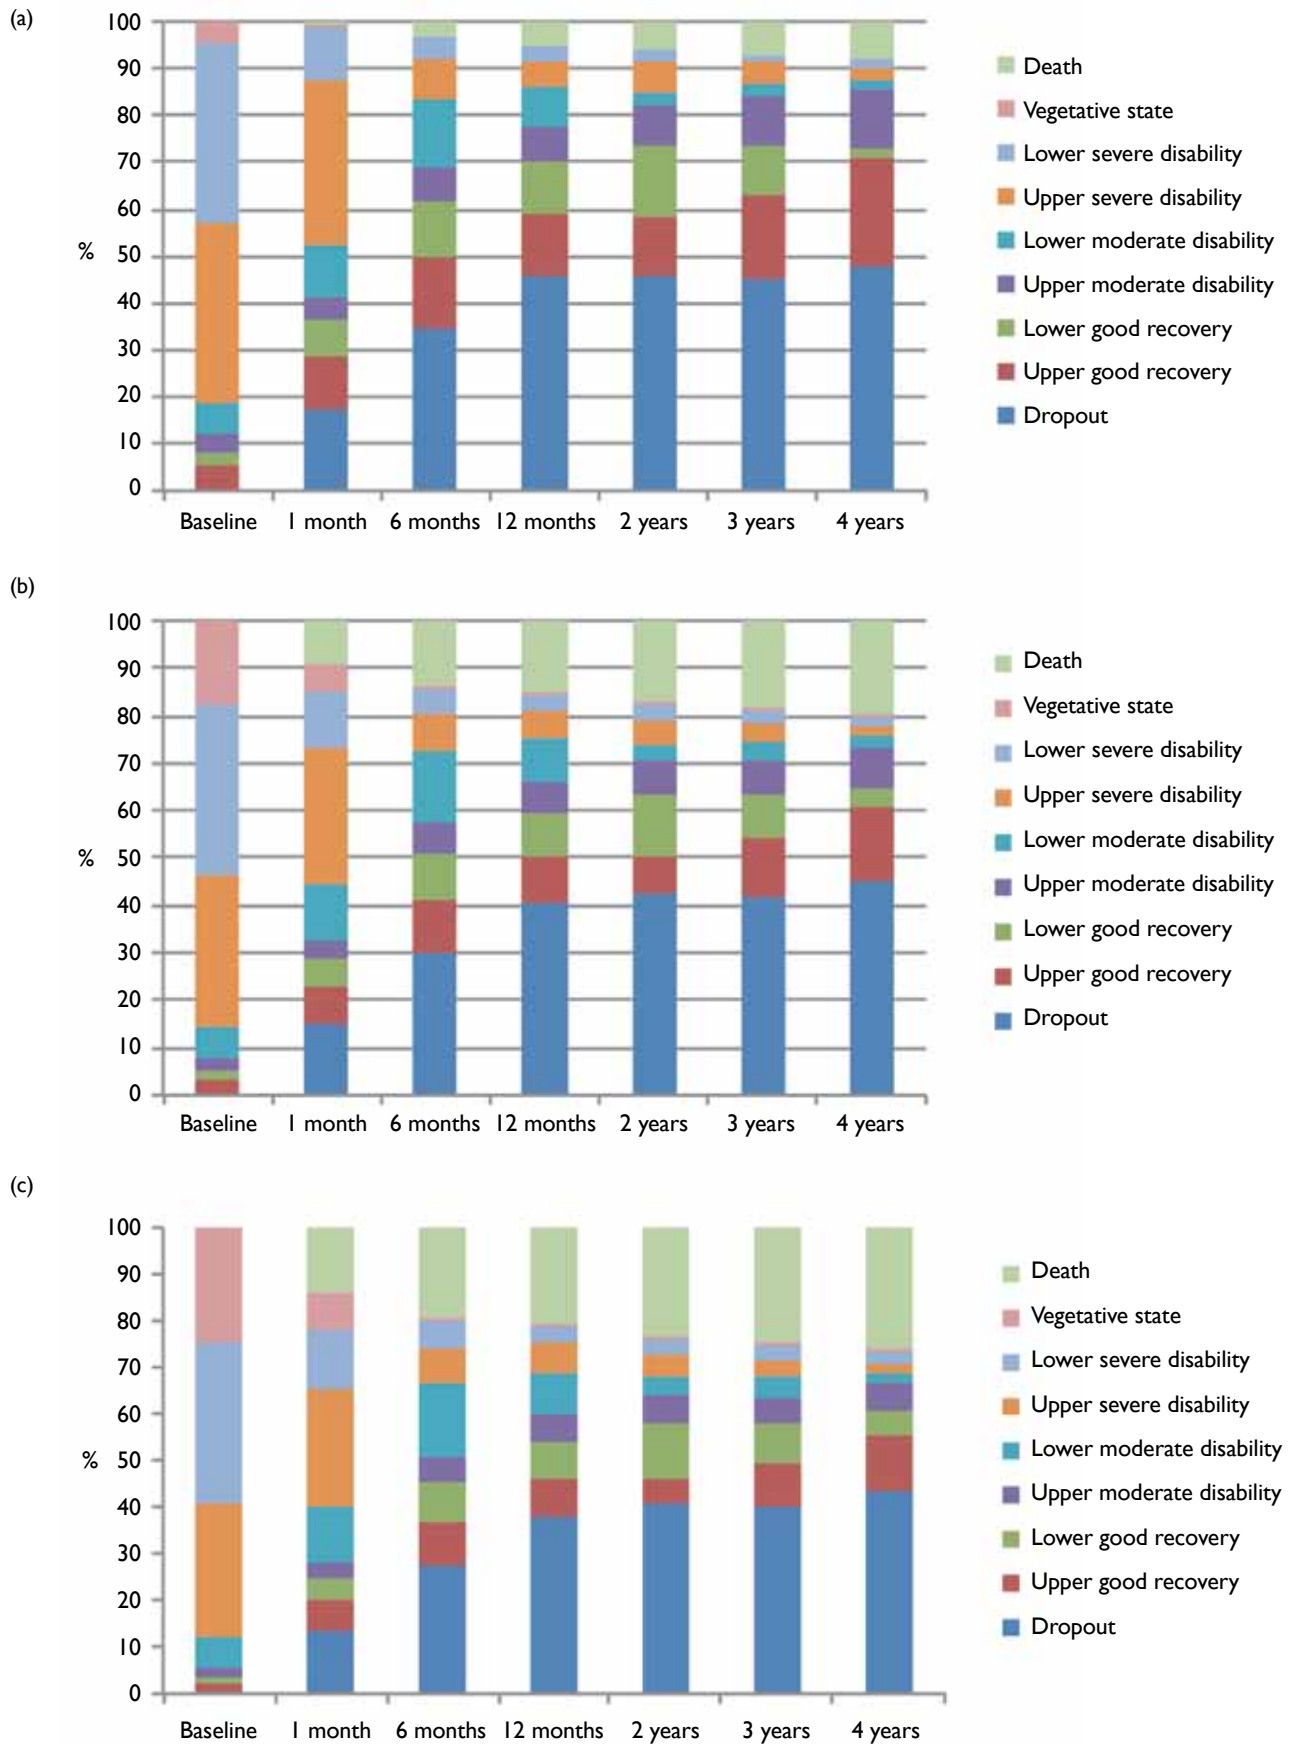 (a)
100
90
80
70
60
50
40
30
20
10
0
%
Baseline
1 month
6 months
12 months
2 years
3 years
4 years
Death
Vegetative state
Lower severe disability
Upper severe disability
Lower moderate disability
Upper moderate disability
Lower good recovery
Upper good recovery
Dropout
(b)
100
90
80
70
60
50
40
30
20
10
0
%
Baseline
1 month
6 months
12 months
2 years
3 years
4 years
Death
Vegetative state
Lower severe disability
Upper severe disability
Lower moderate disability
Upper moderate disability
Lower good recovery
Upper good recovery
Dropout
(c)
100
90
80
70
60
50
40
30
20
10
0
%
Baseline
1 month
6 months
12 months
2 years
3 years
4 years
Death
Vegetative state
Lower severe disability
Upper severe disability
Lower moderate disability
Upper moderate disability
Lower good recovery
Upper good recovery
Dropout